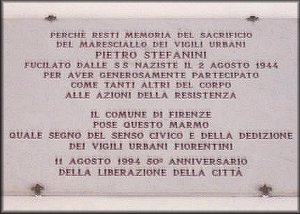 PERCHÈ RESTI MEMORIA DEL SACRIFICIO
DEL MARESCIALLO DEI VIGILI URBANI
PIETRO STEFANINI
FUCILATO DALLE SS NAZISTE IL 2 AGOSTO 1944
PER AVER GENEROSAMENTE PARTECIPATO
COME TANTI ALTRI DEL CORPO
ALLE AZIONI DELLA RESISTENZA
IL COMUNE DI FIRENZE
POSE QUESTO MARMO
QUALE SEGNO DEL SENSO CIVICO E DELLA DEDIZIONE
DEI VIGILI URBANI FIORENTINI
11 AGOSTO 1994 50º ANNIVERSARIO
DELLA LIBERAZIONE DELLA CITTÀ